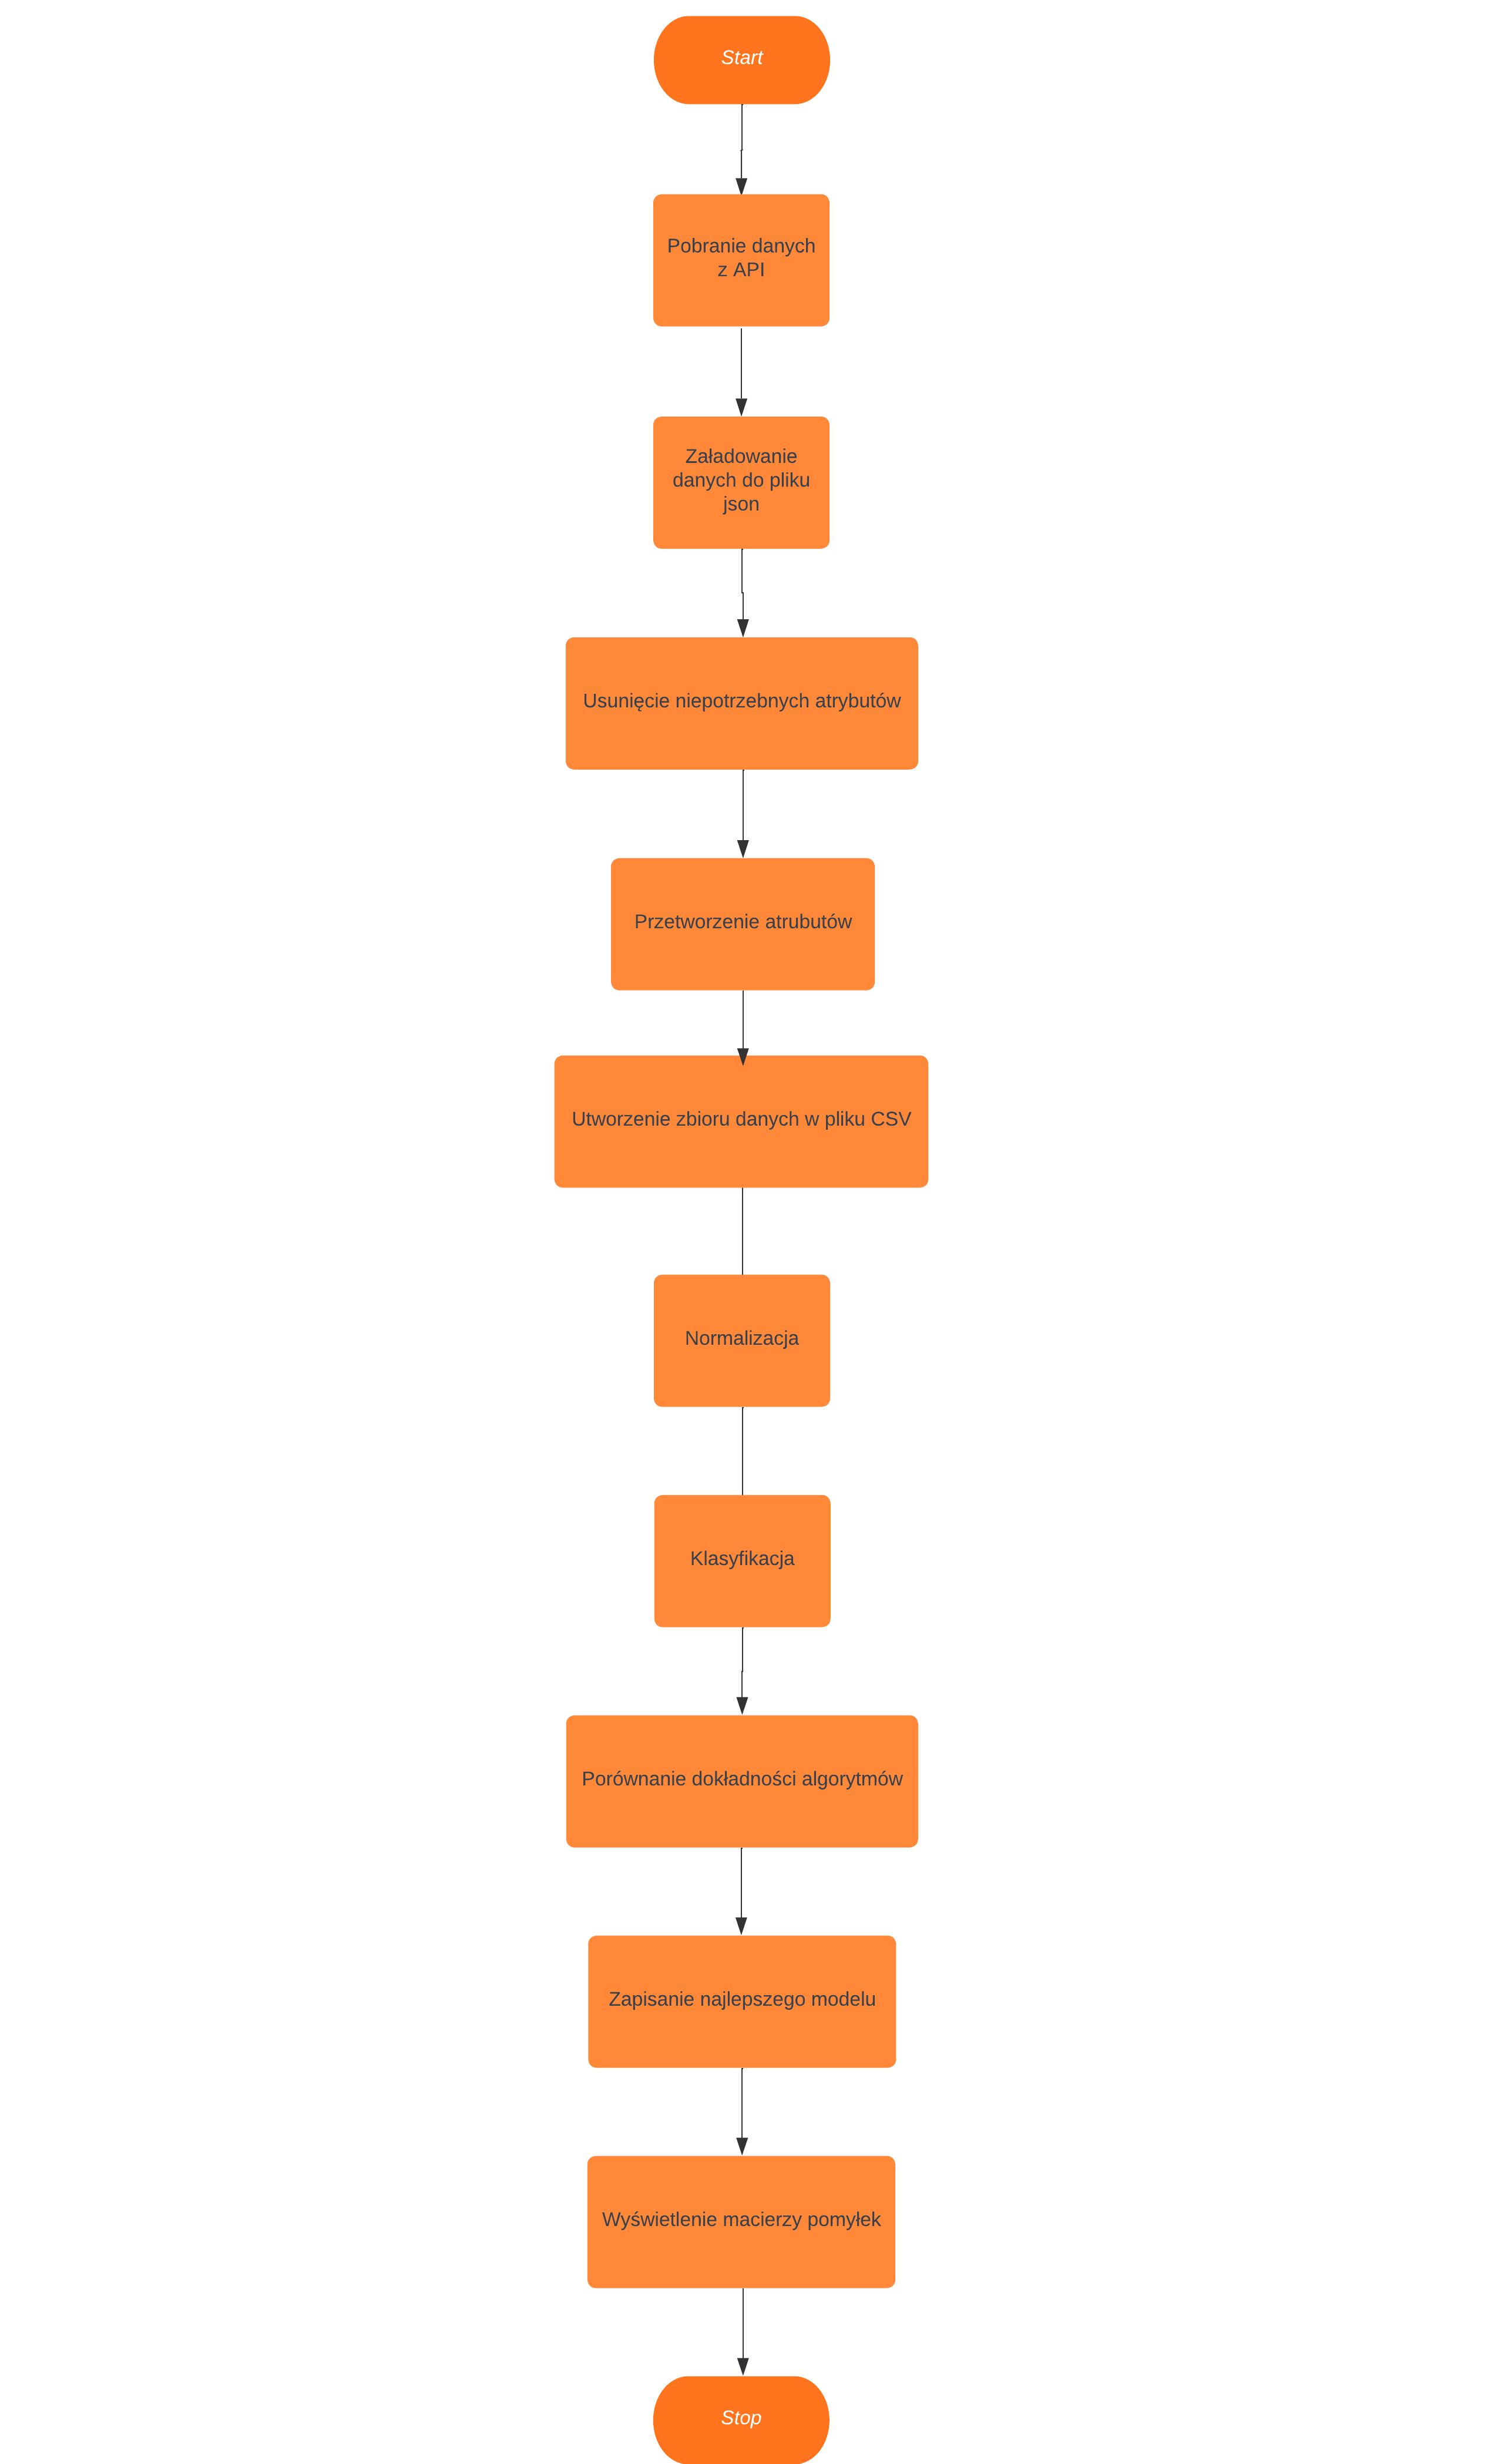 Start
Pobranie danych
z API
Załadowanie
danych do pliku
json
Usunięcie niepotrzebnych atrybutów
Przetworzenie atrubutów
Utworzenie zbioru danych w pliku CSV
Normalizacja
Klasyfikacja
Porównanie dokładności algorytmów
Zapisanie najlepszego modelu
Wyświetlenie macierzy pomyłek
Stop